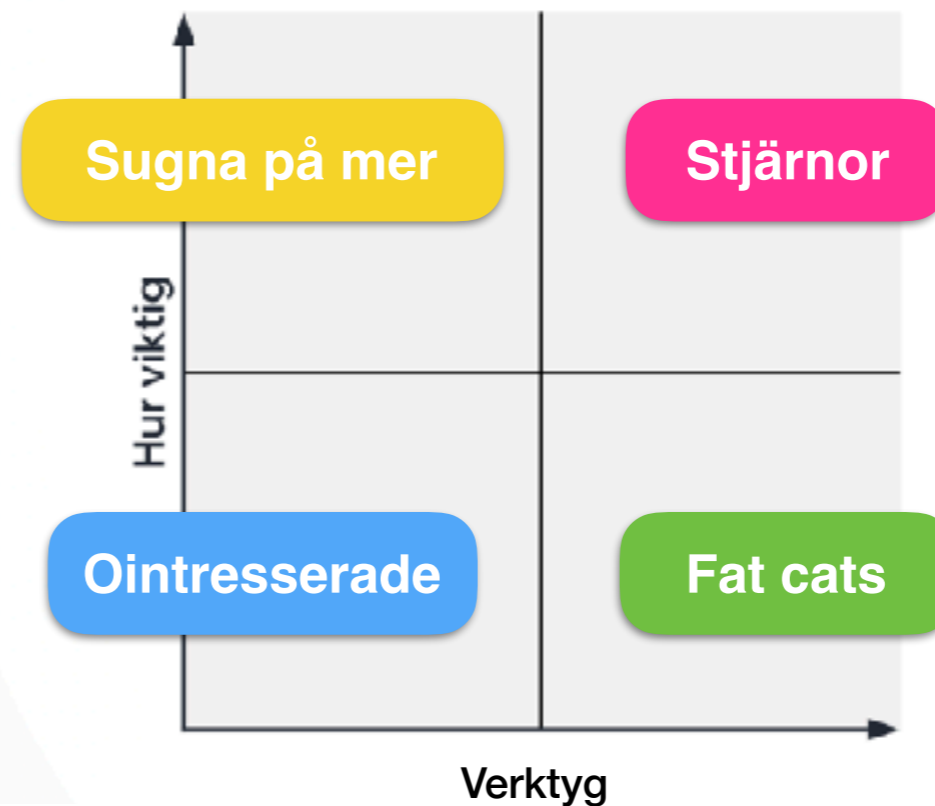 Sugna på mer
Stjärnor
Hur viktig
Ointresserade
Fat cats
Verktyg